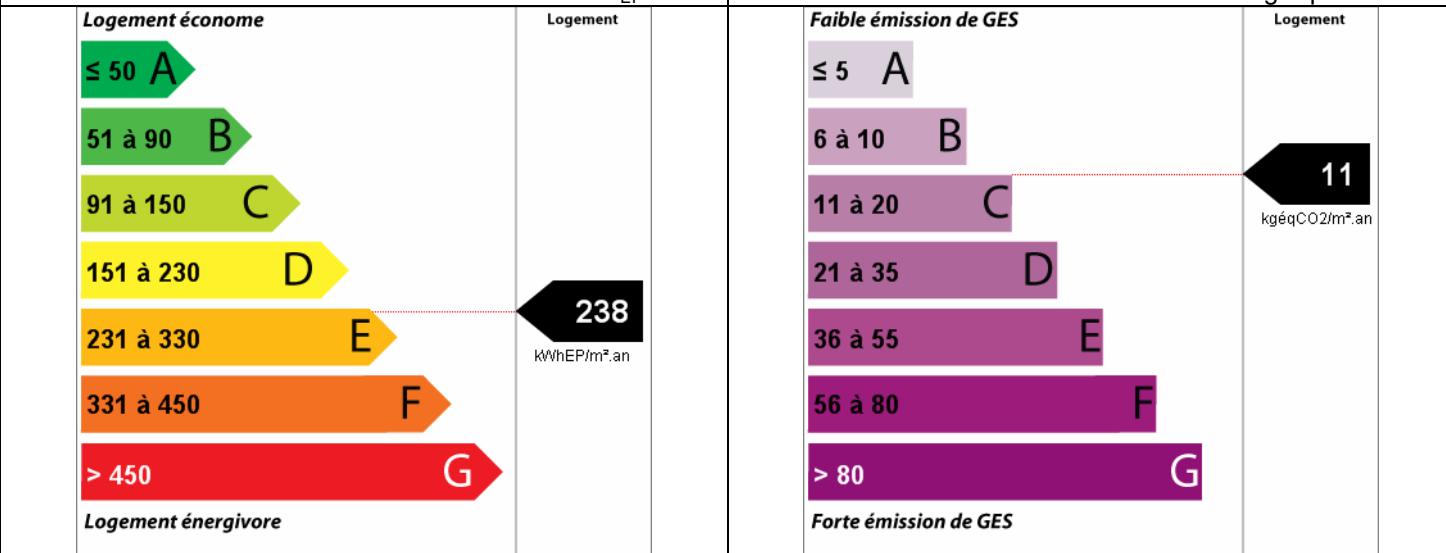 EP
Logement économe
Logement
≤ 50 A
51 à 90 B
91 à 150 C
151 à 230 D
231 à 330 E
331 à 450 F
> 450 G
238
kWhEP/m².an
Logement énergivore
Faible émission de GES
Logement
≤ 5 A
6 à 10 B
11 à 20 C
21 à 35 D
36 à 55 E
56 à 80 F
> 80 G
11
kgéqCO2/m².an
Forte émission de GES